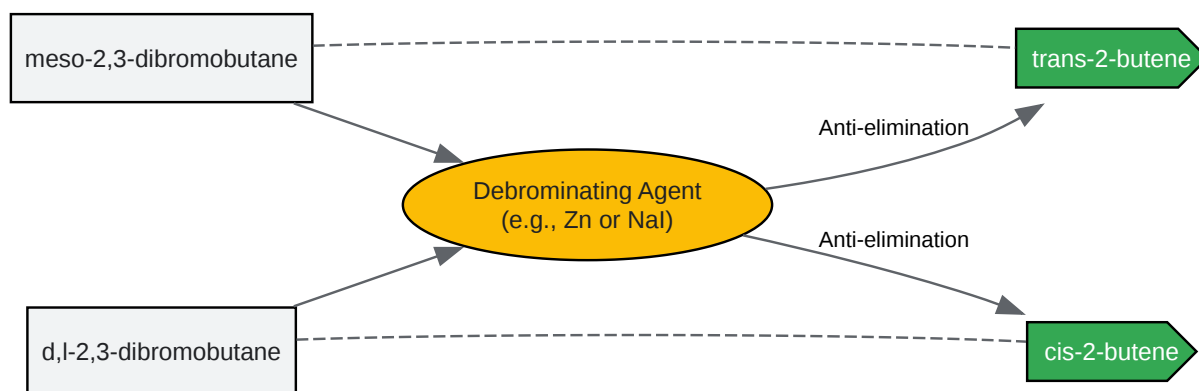 meso-2,3-dibromobutane
trans-2-butene
Anti-elimination
Debrominating Agent
(e.g., Zn or NaI)
Anti-elimination
d,l-2,3-dibromobutane
cis-2-butene